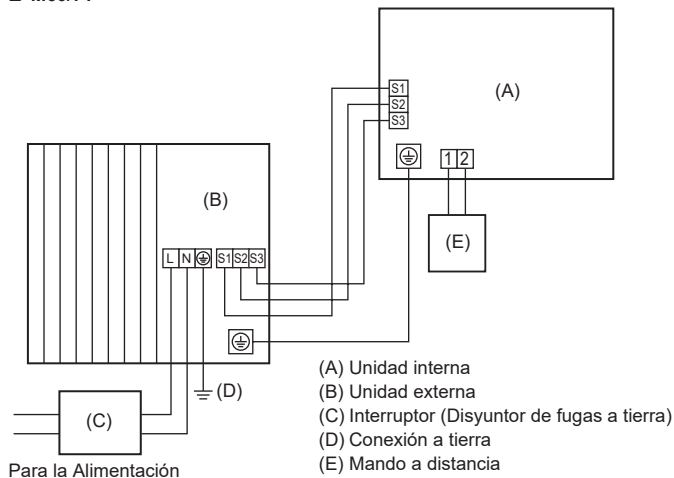 (A)
S1
S2
S3
1 2
(B)
(E)
L N S1 S2 S3
(D)
(C)
Para la Alimentación
(A) Unidad interna
(B) Unidad externa
(C) Interruptor (Disyuntor de fugas a tierra)
(D) Conexión a tierra
(E) Mando a distancia